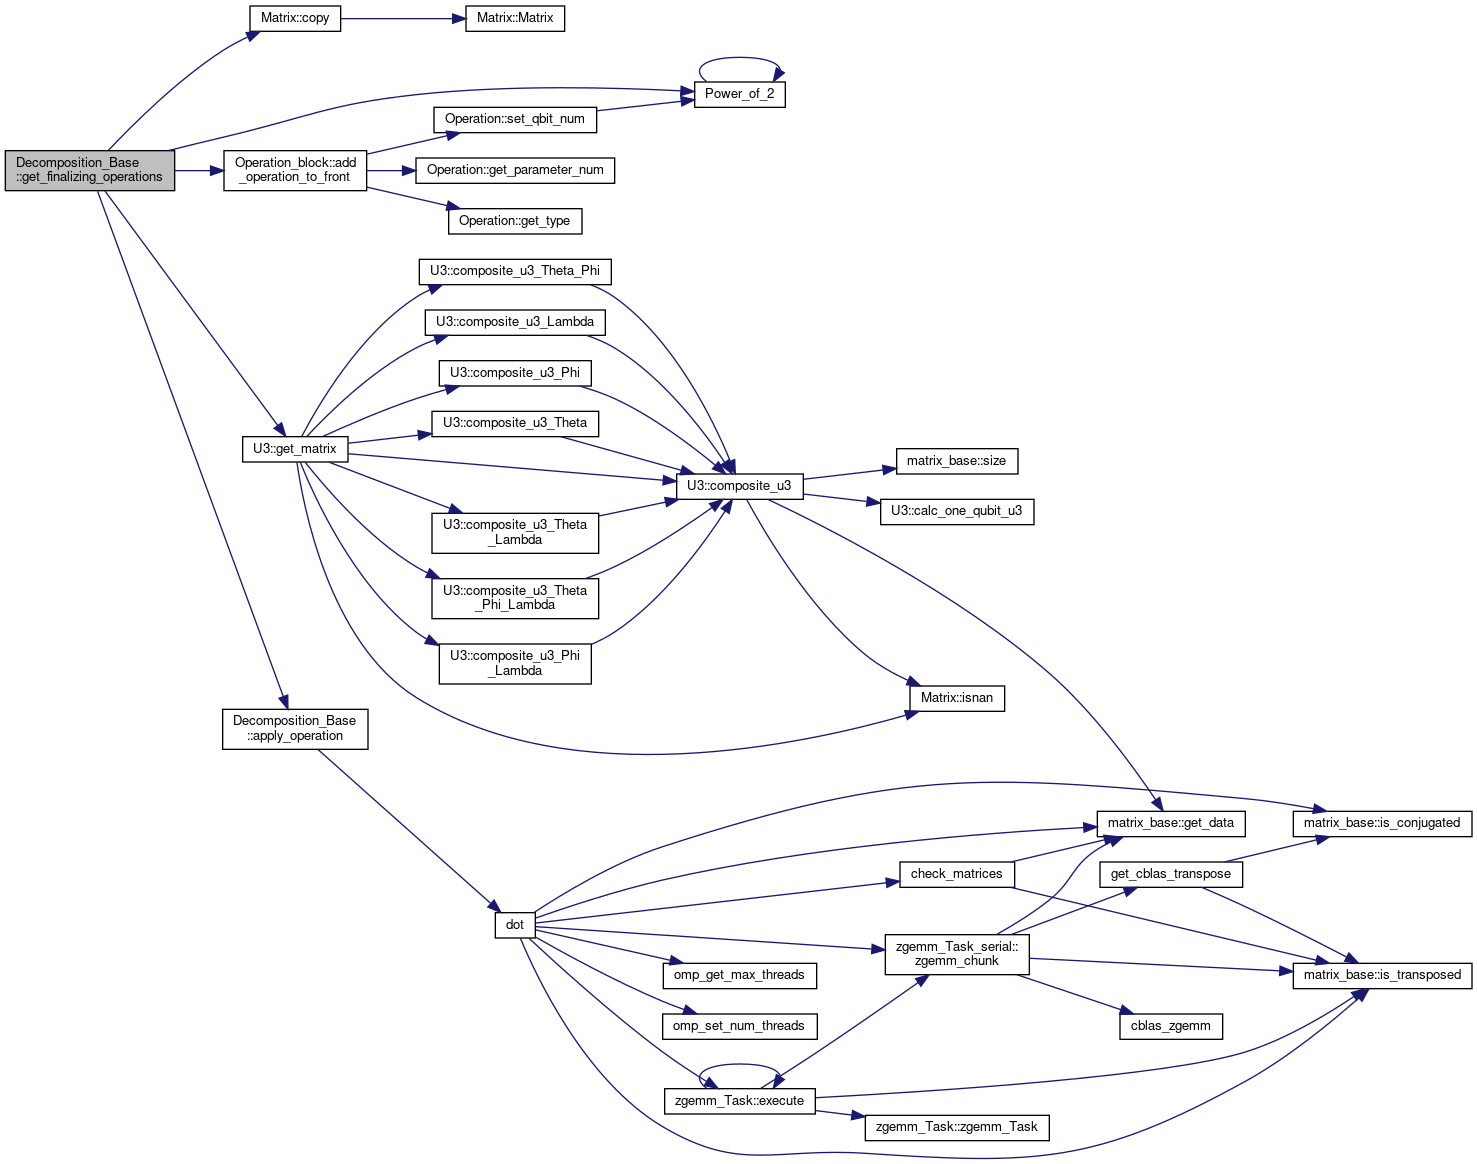 Matrix::copy
Matrix::Matrix
Power_of_2
Operation::set_qbit_num
Decomposition_Base
::get_finalizing_operations
Operation_block::add
_operation_to_front
Operation::get_parameter_num
Operation::get_type
U3::composite_u3_Theta_Phi
U3::composite_u3_Lambda
U3::composite_u3_Phi
U3::composite_u3_Theta
U3::get_matrix
matrix_base::size
U3::composite_u3
U3::calc_one_qubit_u3
U3::composite_u3_Theta
_Lambda
U3::composite_u3_Theta
_Phi_Lambda
U3::composite_u3_Phi
_Lambda
Matrix::isnan
Decomposition_Base
::apply_operation
matrix_base::get_data
matrix_base::is_conjugated
check_matrices
get_cblas_transpose
dot
zgemm_Task_serial::
zgemm_chunk
omp_get_max_threads
matrix_base::is_transposed
omp_set_num_threads
cblas_zgemm
zgemm_Task::execute
zgemm_Task::zgemm_Task